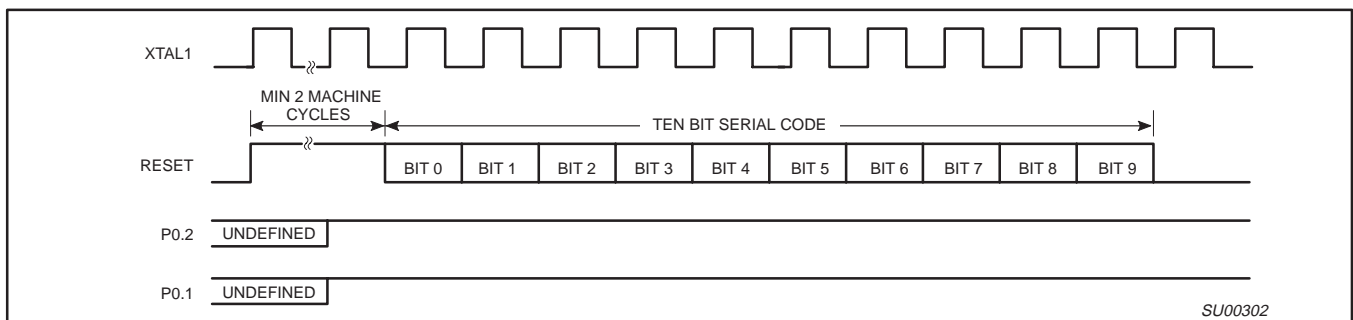 XTAL1
MIN 2 MACHINE
CYCLES
TEN BIT SERIAL CODE
RESET
BIT 0 BIT 1 BIT 2 BIT 3 BIT 4 BIT 5 BIT 6 BIT 7 BIT 8 BIT 9
P0.2 UNDEFINED
P0.1 UNDEFINED
SU00302